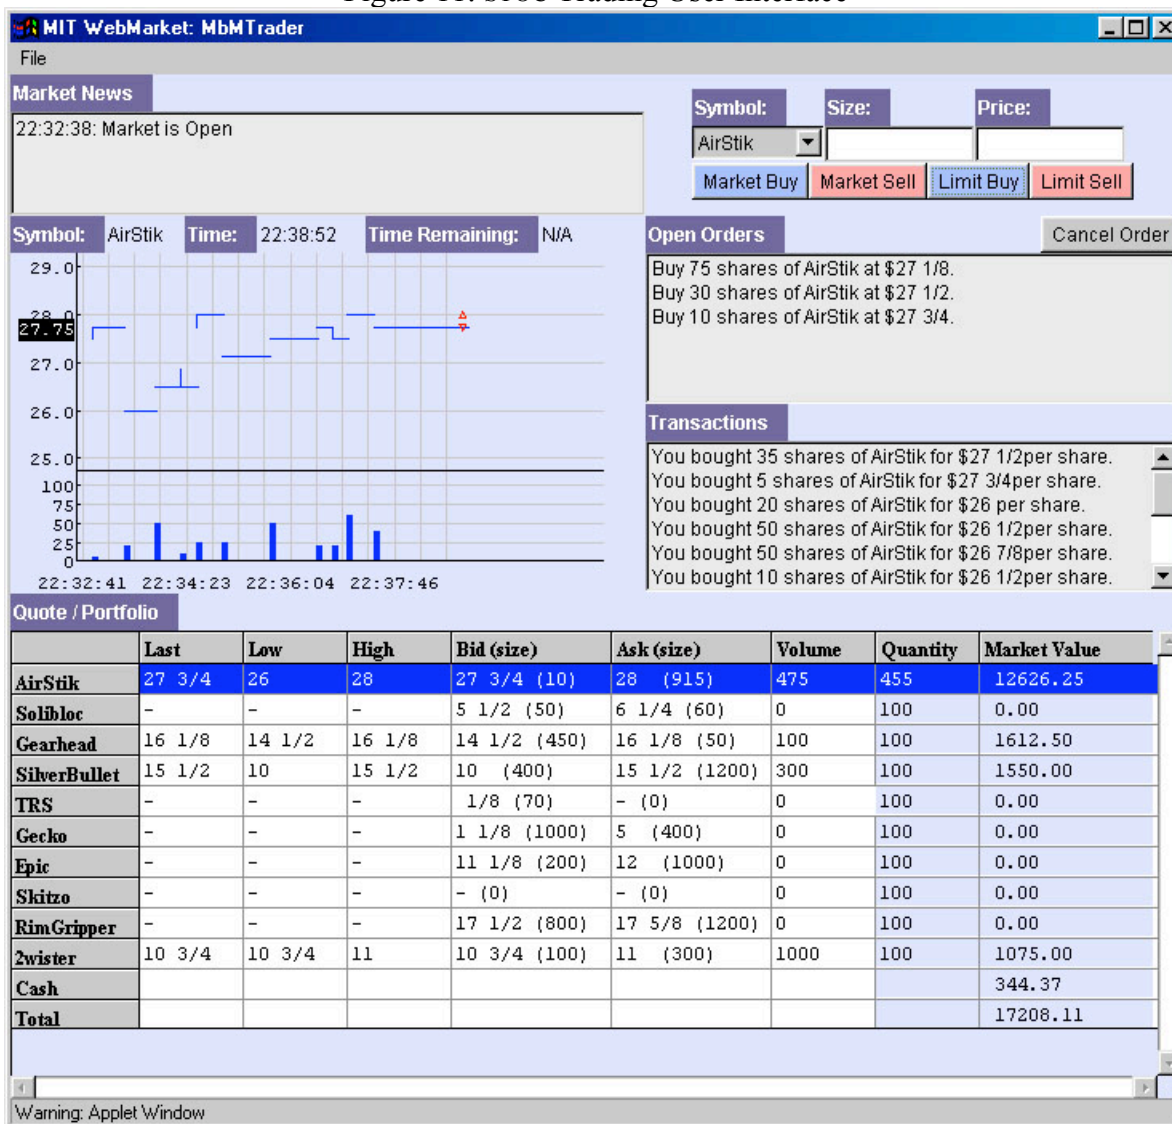 MIT WebMarket: MbMTrader
File
Market News
22:32:38: Market is Open
Symbol: Size: Price:
AirStik
Market Buy Market Sell Limit Buy Limit Sell
Symbol: AirStik Time: 22:38:52 Time Remaining: N/A
29.0
28.0
27.75
27.0
26.0
25.0
100
75
50
25
0
22:32:41 22:34:23 22:36:04 22:37:46
Open Orders Cancel Order
Buy 75 shares of AirStik at $27 1/8.
Buy 30 shares of AirStik at $27 1/2.
Buy 10 shares of AirStik at $27 3/4.
Transactions
You bought 35 shares of AirStik for $27 1/2per share.
You bought 5 shares of AirStik for $27 3/4per share.
You bought 20 shares of AirStik for $26 per share.
You bought 50 shares of AirStik for $26 1/2per share.
You bought 50 shares of AirStik for $26 7/8per share.
You bought 10 shares of AirStik for $26 1/2per share.
Quote / Portfolio
Last Low High Bid (size) Ask (size) Volume Quantity Market Value
AirStik 27 3/4 26 28 27 3/4 (10) 28 (915) 475 455 12626.25
Solibloc - - - 5 1/2 (50) 6 1/4 (60) 0 100 0.00
Gearhead 16 1/8 14 1/2 16 1/8 14 1/2 (450) 16 1/8 (50) 100 100 1612.50
SilverBullet 15 1/2 10 15 1/2 10 (400) 15 1/2 (1200) 300 100 1550.00
TRS - - - 1/8 (70) - (0) 0 100 0.00
Gecko - - - 1 1/8 (1000) 5 (400) 0 100 0.00
Epic - - - 11 1/8 (200) 12 (1000) 0 100 0.00
Skitzo - - - - (0) - (0) 0 100 0.00
RimGripper - - - 17 1/2 (800) 17 5/8 (1200) 0 100 0.00
2wister 10 3/4 10 3/4 11 10 3/4 (100) 11 (300) 1000 100 1075.00
Cash 344.37
Total 17208.11
Warning: Applet Window